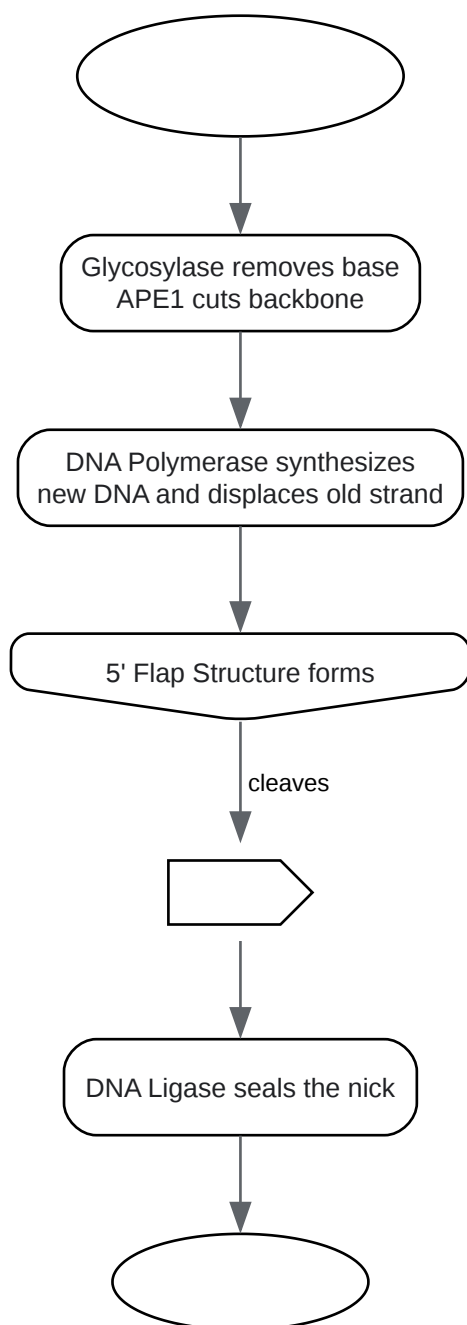 Glycosylase removes base
APE1 cuts backbone
DNA Polymerase synthesizes
new DNA and displaces old strand
5' Flap Structure forms
cleaves
DNA Ligase seals the nick